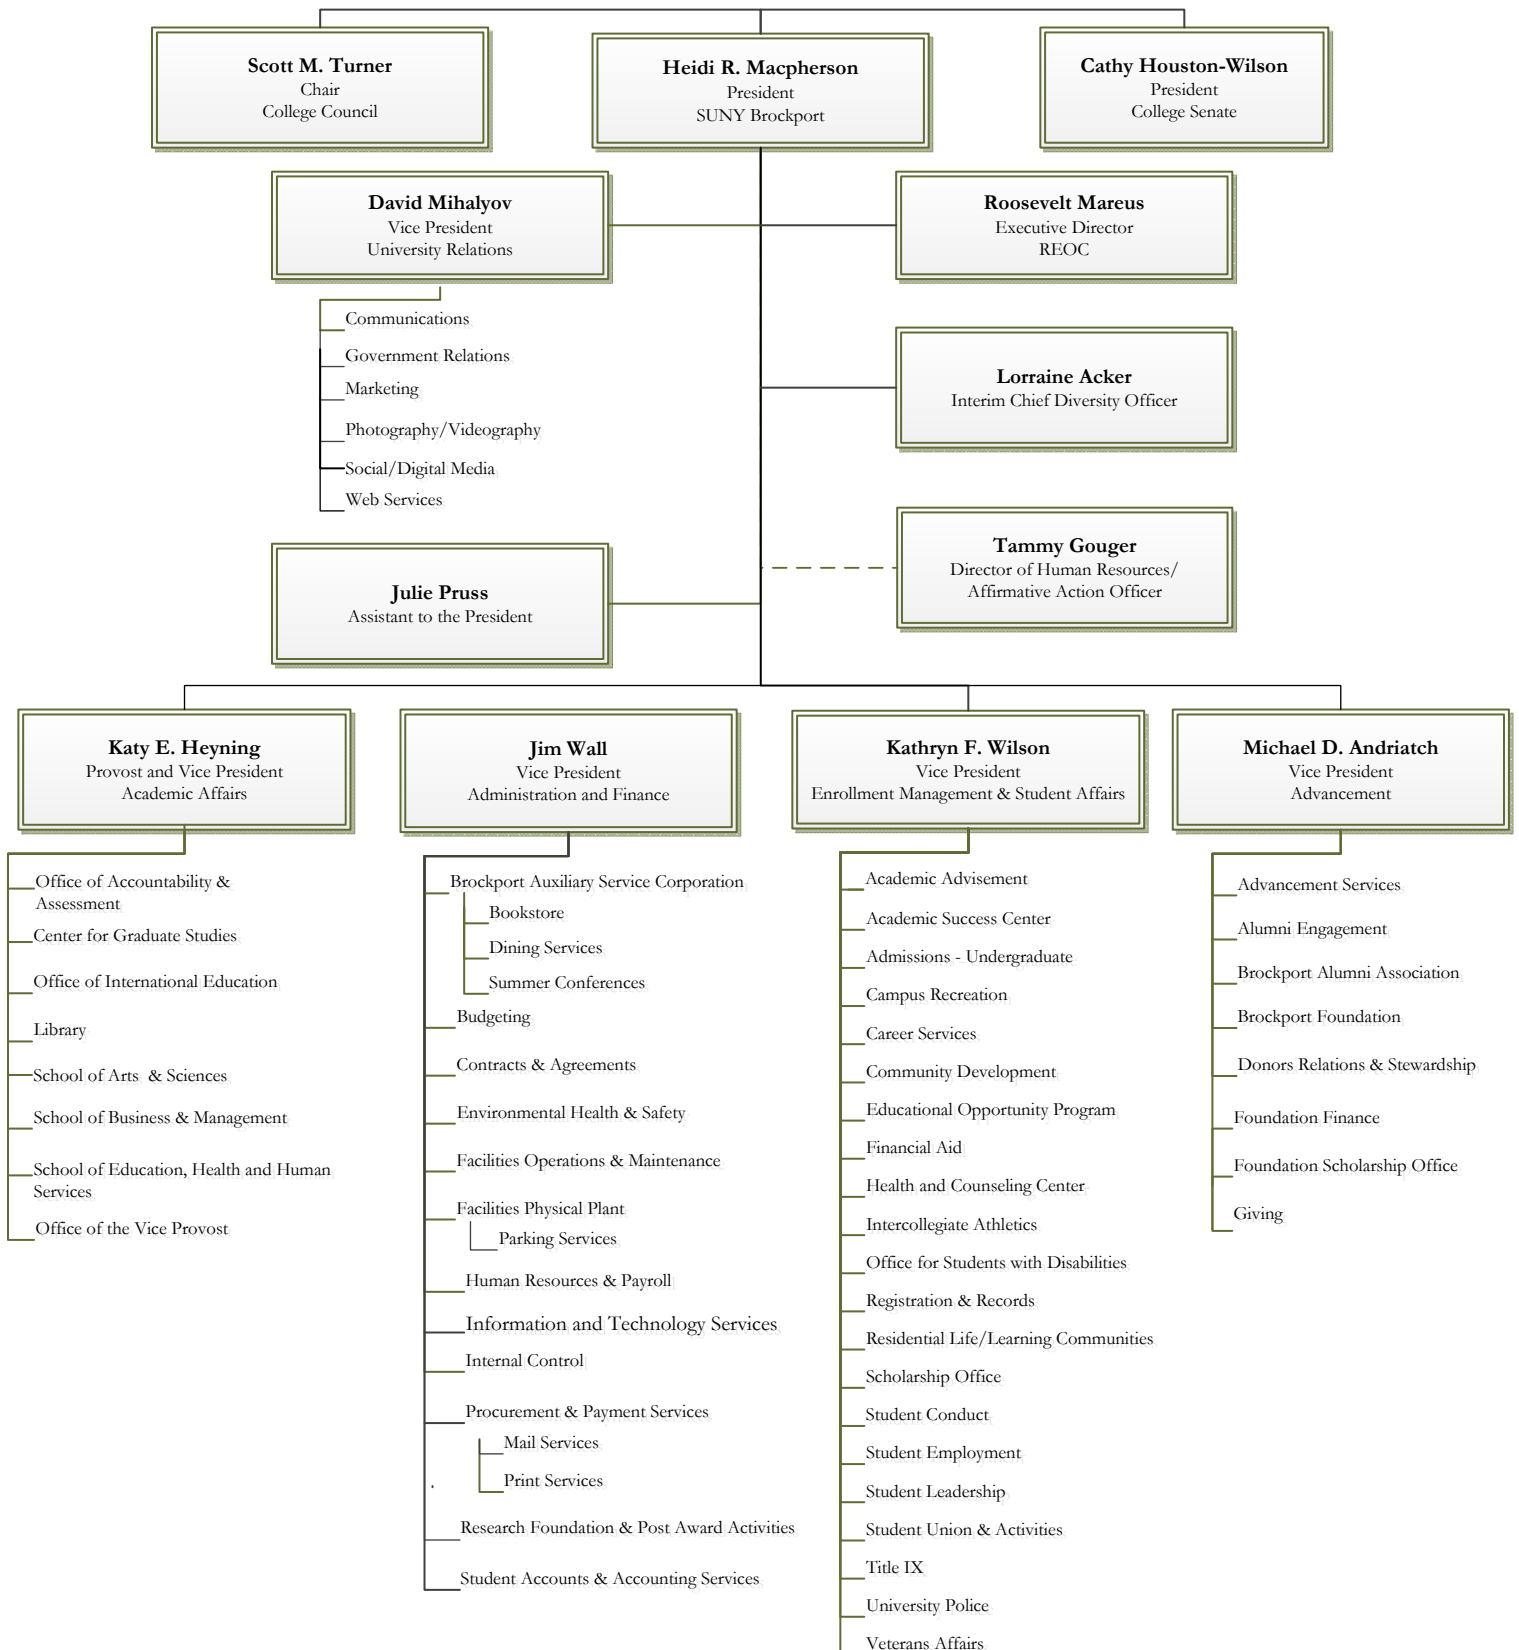 Scott M. Turner
Chair
College Council
Heidi R. Macpherson
President
SUNY Brockport
Cathy Houston-Wilson
President
College Senate
David Mihalyov
Vice President
University Relations
Roosevelt Mareus
Executive Director
REOC
Communications
Government Relations
Marketing
Photography/Videography
Social/Digital Media
Web Services
Lorraine Acker
Interim Chief Diversity Officer
Tammy Gouger
Director of Human Resources/
Affirmative Action Officer
Julie Pruss
Assistant to the President
Katy E. Heyning
Provost and Vice President
Academic Affairs
Office of Accountability &
Assessment
Center for Graduate Studies
Office of International Education
Library
School of Arts & Sciences
School of Business & Management
School of Education, Health and Human
Services
Office of the Vice Provost
Jim Wall
Vice President
Administration and Finance
Brockport Auxiliary Service Corporation
Bookstore
Dining Services
Summer Conferences
Budgeting
Contracts & Agreements
Environmental Health & Safety
Facilities Operations & Maintenance
Facilities Physical Plant
Parking Services
Human Resources & Payroll
Information and Technology Services
Internal Control
Procurement & Payment Services
Mail Services
Print Services
Research Foundation & Post Award Activities
Student Accounts & Accounting Services
Kathryn F. Wilson
Vice President
Enrollment Management & Student Affairs
Academic Advisement
Academic Success Center
Admissions - Undergraduate
Campus Recreation
Career Services
Community Development
Educational Opportunity Program
Financial Aid
Health and Counseling Center
Intercollegiate Athletics
Office for Students with Disabilities
Registration & Records
Residential Life/Learning Communities
Scholarship Office
Student Conduct
Student Employment
Student Leadership
Student Union & Activities
Title IX
University Police
Veterans Affairs
Michael D. Andriatch
Vice President
Advancement
Advancement Services
Alumni Engagement
Brockport Alumni Association
Brockport Foundation
Donors Relations & Stewardship
Foundation Finance
Foundation Scholarship Office
Giving